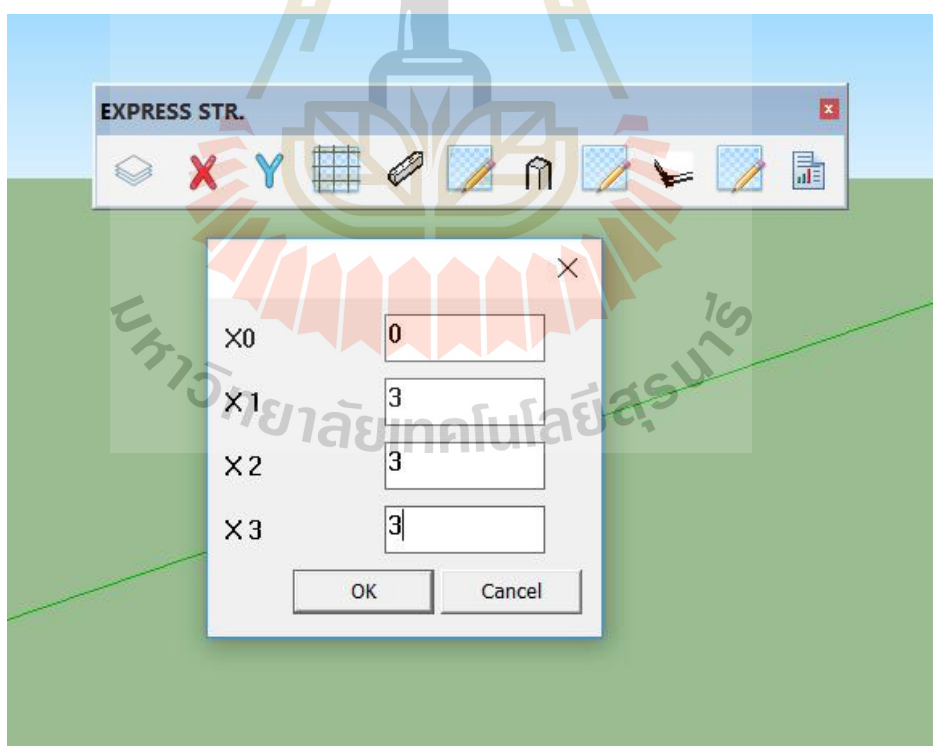 EXPRESS STR.
X0 0
X1 3
X2 3
X3 3
OK Cancel
มหาวิทยาลัยเทคโนโลยีสุรนารี